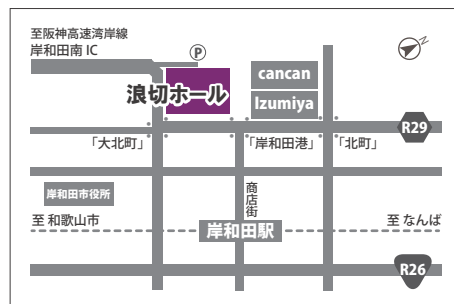 至阪神高速湾岸線
岸和田南 IC
P
Z
cancan
Izumiya
浪切ホール
R29
「大北町」
「岸和田港」
「北町」
岸和田市役所
商店街
至 和歌山市
至 なんば
岸和田駅
R26